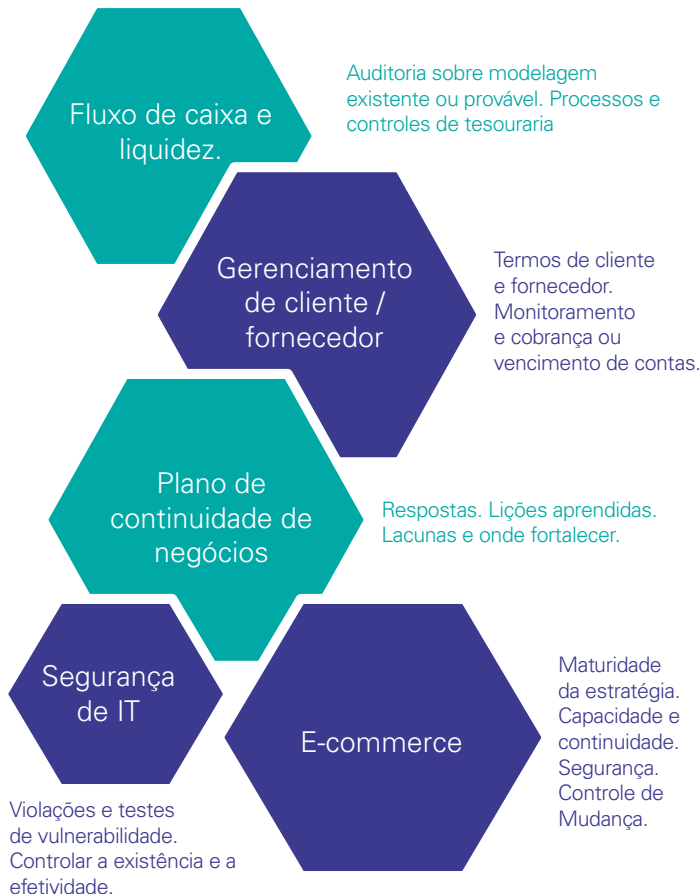 Fluxo de caixa e
liquidez.
Auditoria sobre modelagem
existente ou provável. Processos e
controles de tesouraria
Gerenciamento
de cliente /
fornecedor
Termos de cliente
e fornecedor.
Monitoramento
e cobrança ou
vencimento de contas.
Plano de
continuidade de
negócios
Respostas. Lições aprendidas.
Lacunas e onde fortalecer.
Segurança
de IT
Violações e testes
de vulnerabilidade.
Controlar a existência e a
efetividade.
E-commerce
Maturidade
da estratégia.
Capacidade e
continuidade.
Segurança.
Controle de
Mudança.